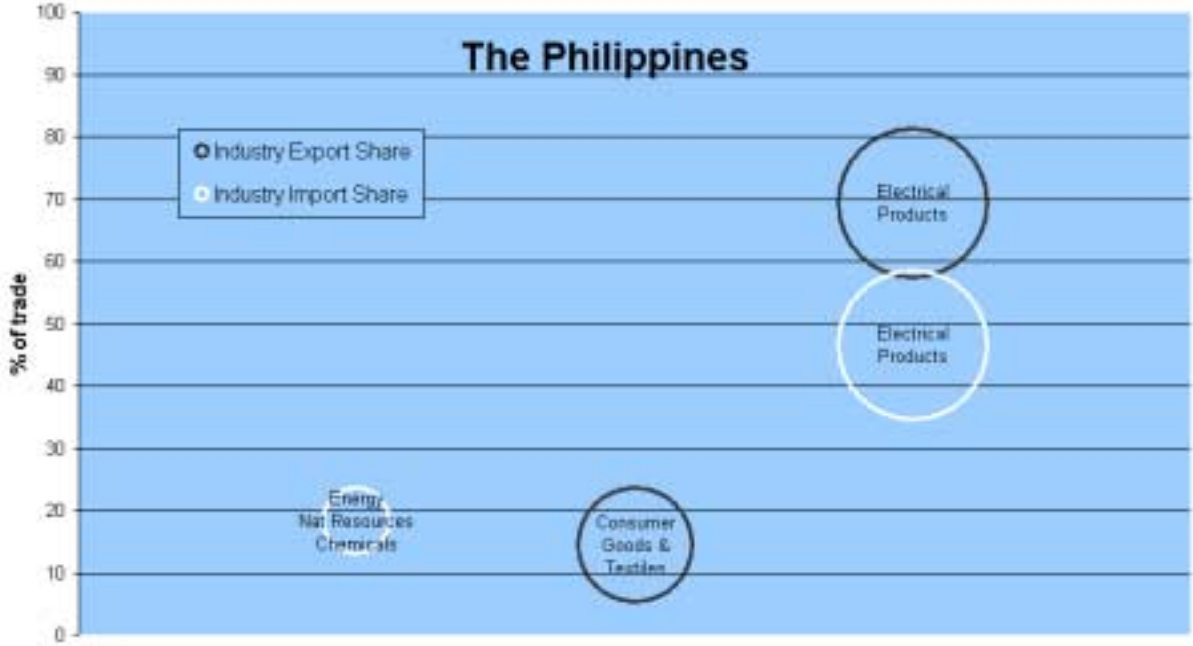 100
The Philippines
90
80
Industry Export Share
Industry Import Share
70
Electrical
Products
60
% of trade
50
Electrical
Products
40
30
20
Energy
Nat Resources
Chemicals
Consumer
Goods &
Textiles
10
0